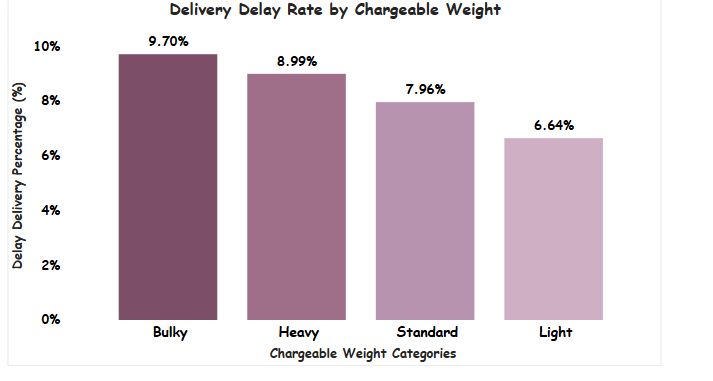 Delivery Delay Rate by Chargeable Weight
Delay Delivery Percentage (%)
10%
8%
6%
4%
2%
0%
9.70%
8.99%
7.96%
6.64%
Bulky
Heavy
Standard
Light
Chargeable Weight Categories